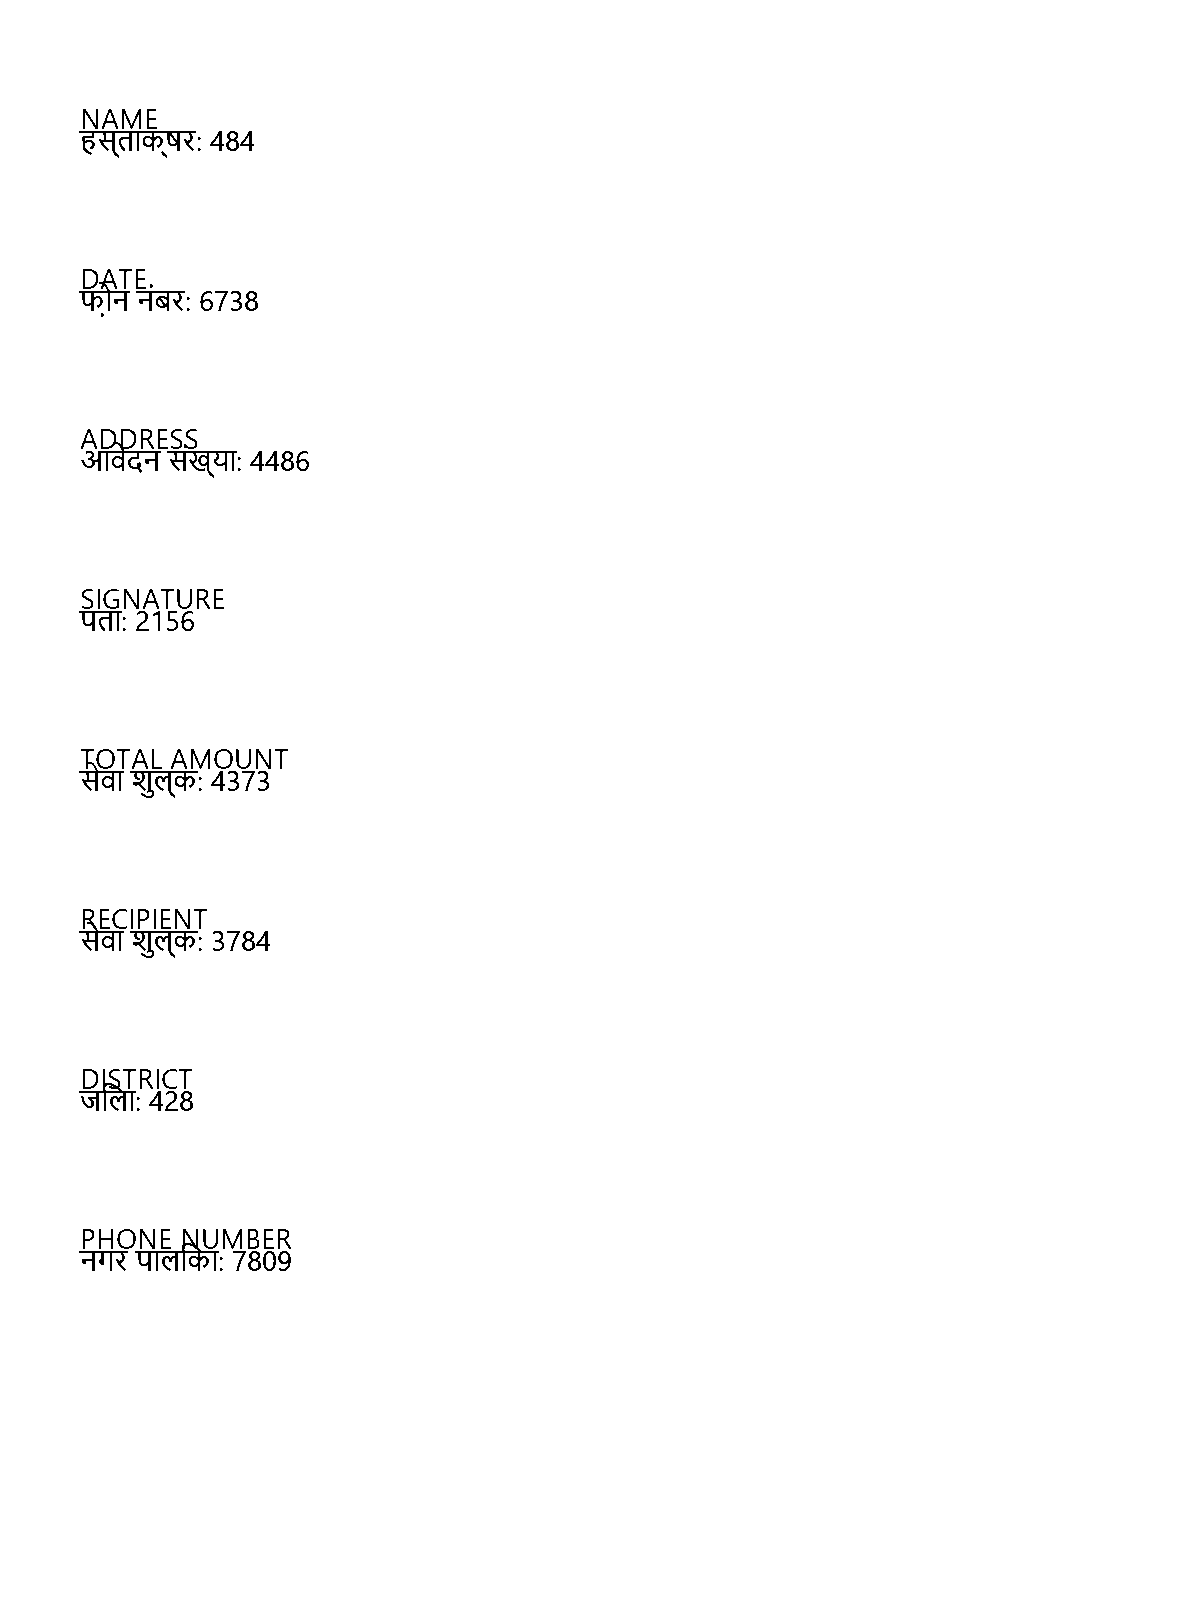 NAME
हस्ताक्षर: 484
DATE
फ़ोन नंबर: 6738
ADDRESS
आवेदन संख्या: 4486
SIGNATURE
पता: 2156
TOTAL AMOUNT
सेवा शुल्क: 4373
RECIPIENT
सेवा शुल्क: 3784
DISTRICT
जिला: 428
PHONE NUMBER
नगर पालिका: 7809